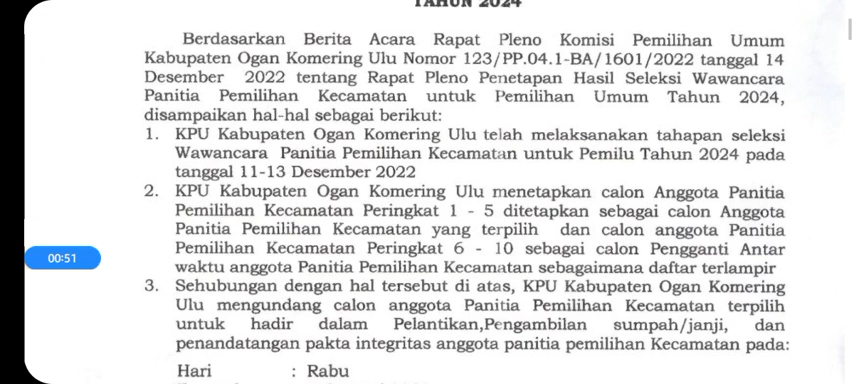 TAHUN 2024
Berdasarkan Berita Acara Rapat Pleno Komisi Pemilihan Umum
Kabupaten Ogan Komering Ulu Nomor 123/PP.04.1-BA/1601/2022 tanggal 14
Desember 2022 tentang Rapat Pleno Penetapan Hasil Seleksi Wawancara
Panitia Pemilihan Kecamatan untuk Pemilihan Umum Tahun 2024,
disampaikan hal-hal sebagai berikut:
1. KPU Kabupaten Ogan Komering Ulu telah melaksanakan tahapan seleksi
Wawancara Panitia Pemilihan Kecamatan untuk Pemilu Tahun 2024 pada
tanggal 11-13 Desember 2022
2. KPU Kabupaten Ogan Komering Ulu menetapkan calon Anggota Panitia
Pemilihan Kecamatan Peringkat 1 - 5 ditetapkan sebagai calon Anggota
Panitia Pemilihan Kecamatan yang terpilih dan calon anggota Panitia
Pemilihan Kecamatan Peringkat 6 - 10 sebagai calon Pengganti Antar
00:51
waktu anggota Panitia Pemilihan Kecamatan sebagaimana daftar terlampir
3. Sehubungan dengan hal tersebut di atas, KPU Kabupaten Ogan Komering
Ulu mengundang calon anggota Panitia Pemilihan Kecamatan terpilih
untuk hadir dalam Pelantikan,Pengambilan sumpah/janji, dan
penandatangan pakta integritas anggota panitia pemilihan Kecamatan pada:
Hari : Rabu